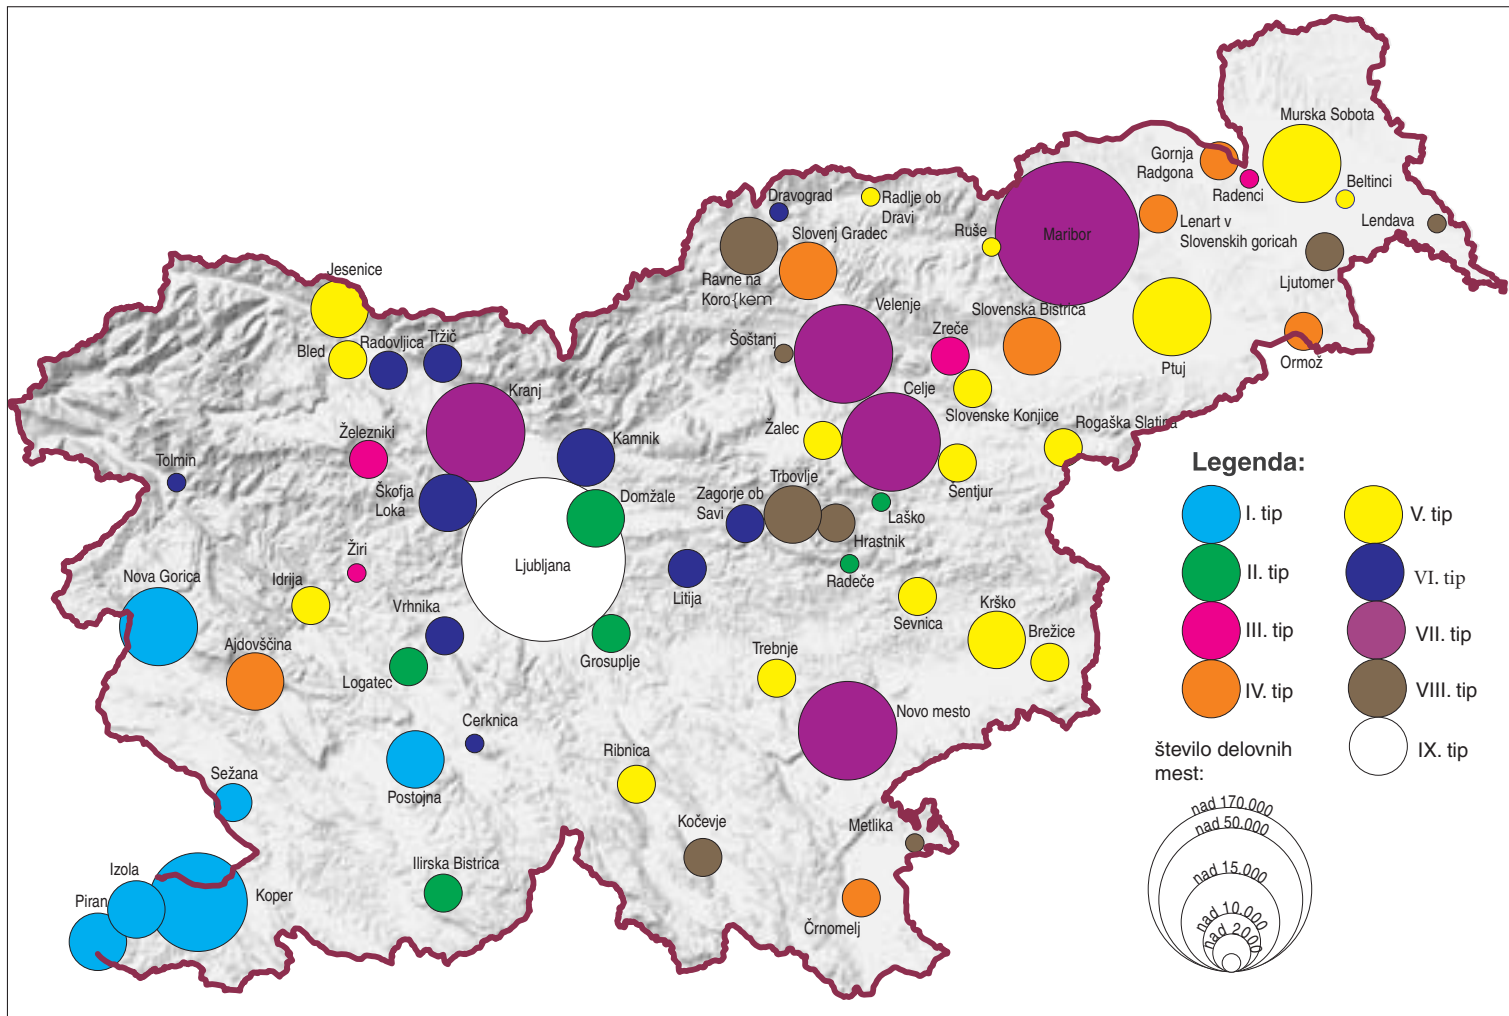 Murska Sobota
Gornja
Radgona
Radenci
Beltinci
Lendava
Dravograd
Radlje ob
Dravi
Lenart v
Slovenskih goricah
Ruše
Maribor
Slovenj Gradec
Ravne na
Koro{kem
Ljutomer
Jesenice
Velenje
Slovenska Bistrica
Zreče
Šoštanj
Ptuj
Ormož
Bled
Radovljica
Tržič
Kranj
Celje
Slovenske Konjice
Rogaška Slatina
Železniki
Kamnik
Žalec
Tolmin
Škofja
Loka
Domžale
Zagorje ob
Savi
Trbovlje
Laško
Šentjur
Hrastnik
Radeče
Žiri
Ljubljana
Litija
Nova Gorica
Idrija
Vrhnika
Sevnica
Krško
Brežice
Ajdovščina
Logatec
Grosuplje
Trebnje
Novo mesto
Cerknica
Postojna
Ribnica
Sežana
Kočevje
Metlika
Izola
Piran
Koper
Ilirska Bistrica
Črnomelj
Legenda:
I. tip
II. tip
III. tip
IV. tip
V. tip
VI. tip
VII. tip
VIII. tip
IX. tip
število delovnih
mest:
nad 170.000
nad 50.000
nad 15.000
nad 10.000
nad 2000